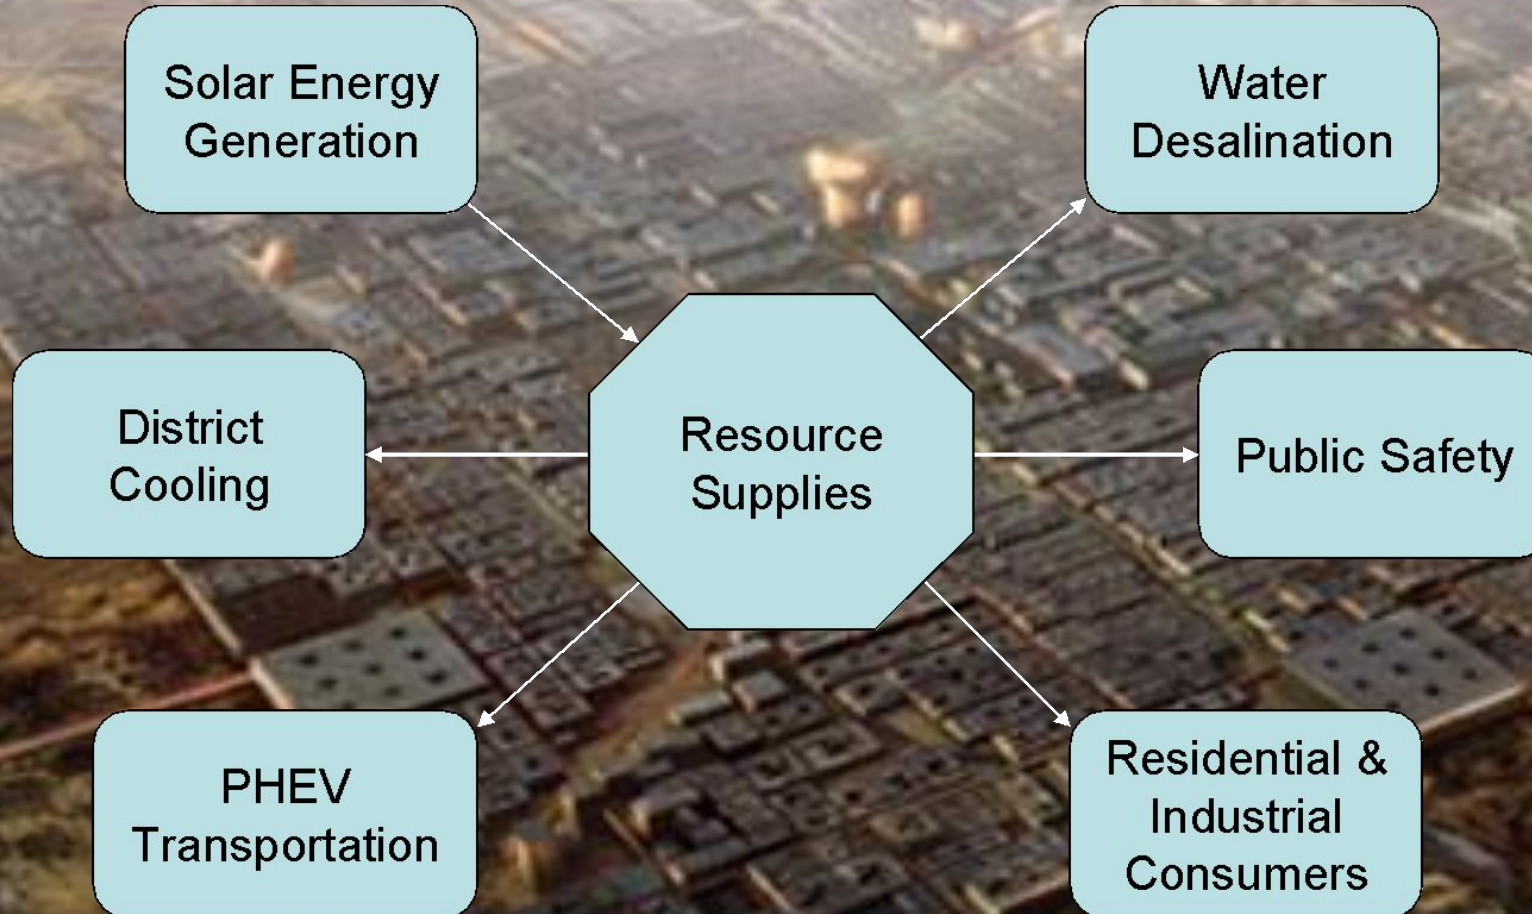 Solar Energy
Generation
Water
Desalination
District
Cooling
Resource
Supplies
Public Safety
PHEV
Transportation
Residential &
Industrial
Consumers